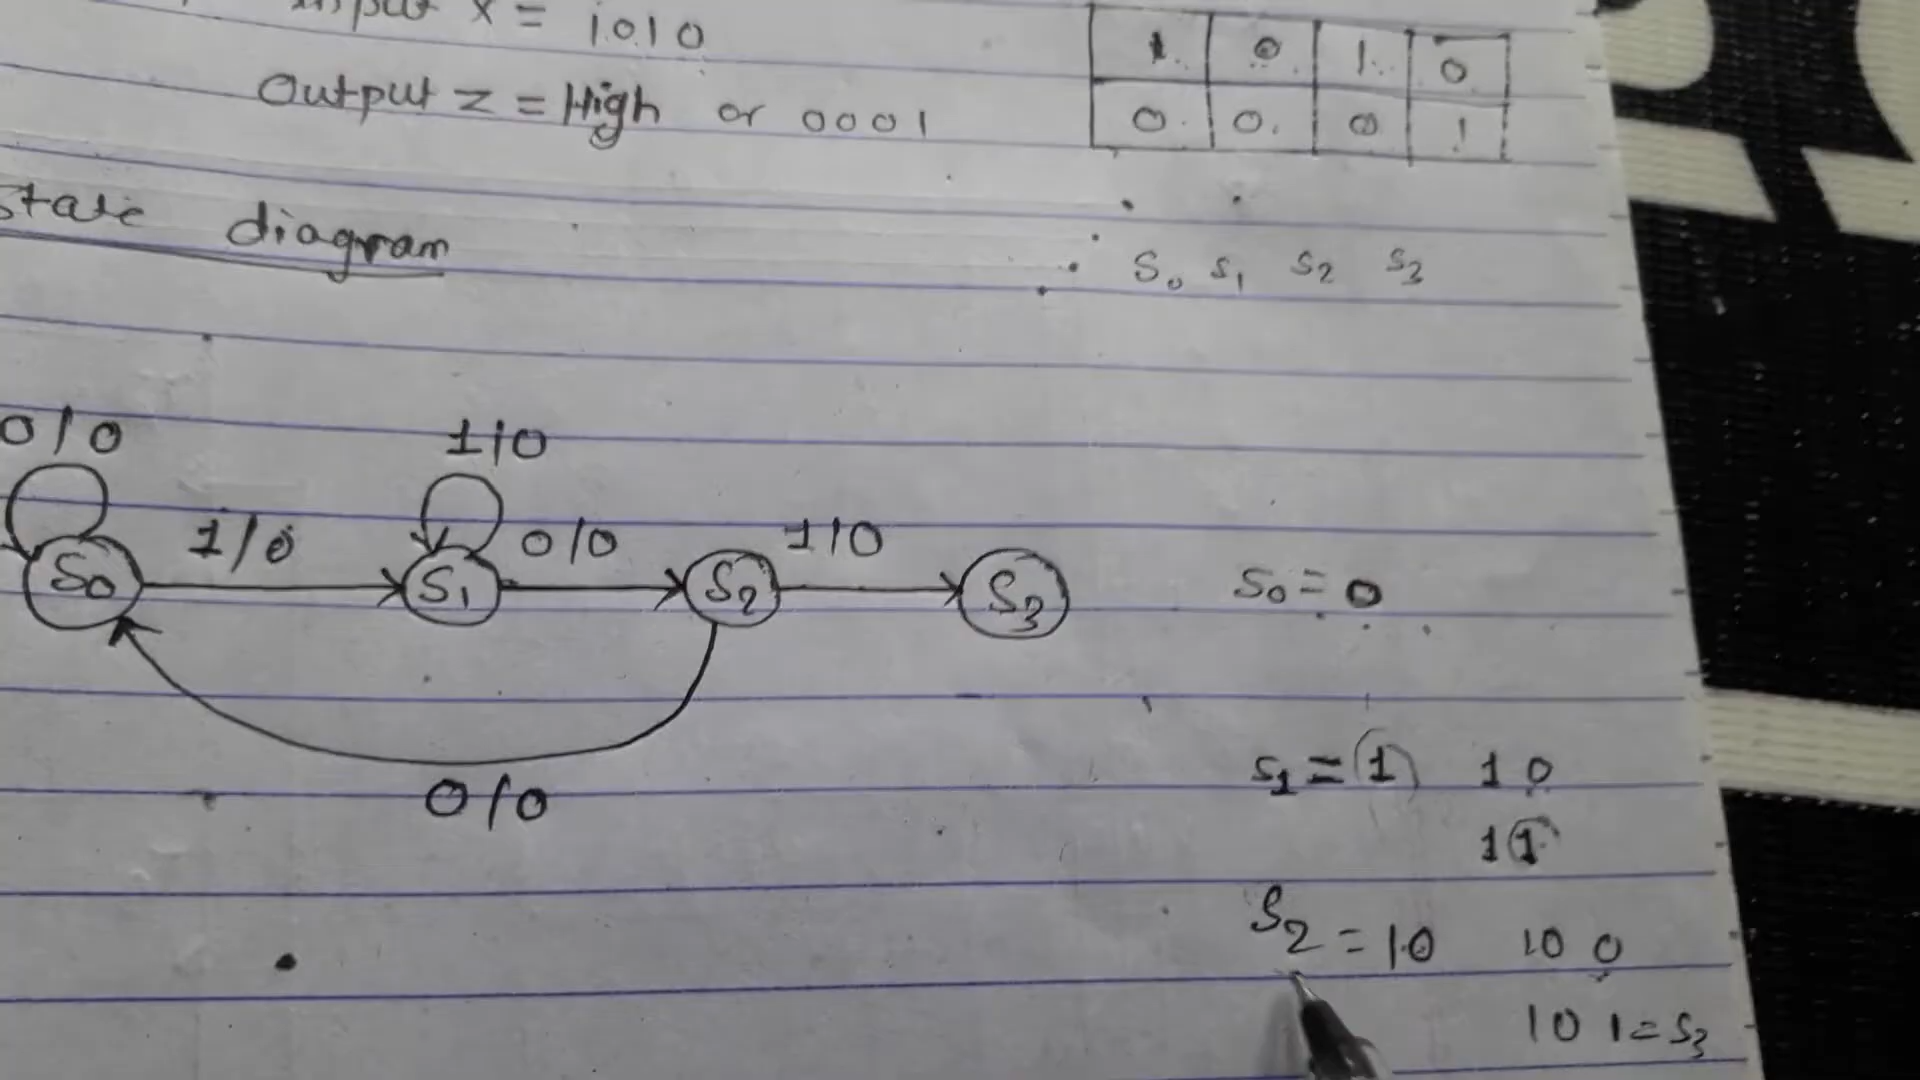 Input X = 1010
Output Z = High or 0001
1 0 1 0
0 0 0 1
State diagram
S0 S1 S2 S3
0/0
1/0
1/0
0/0
1/0
S0
S1
S2
S3
0/0
S0 = 0
S1 = (1) 1 0
1 1
S2 = 10 10 0
10 1 = S3